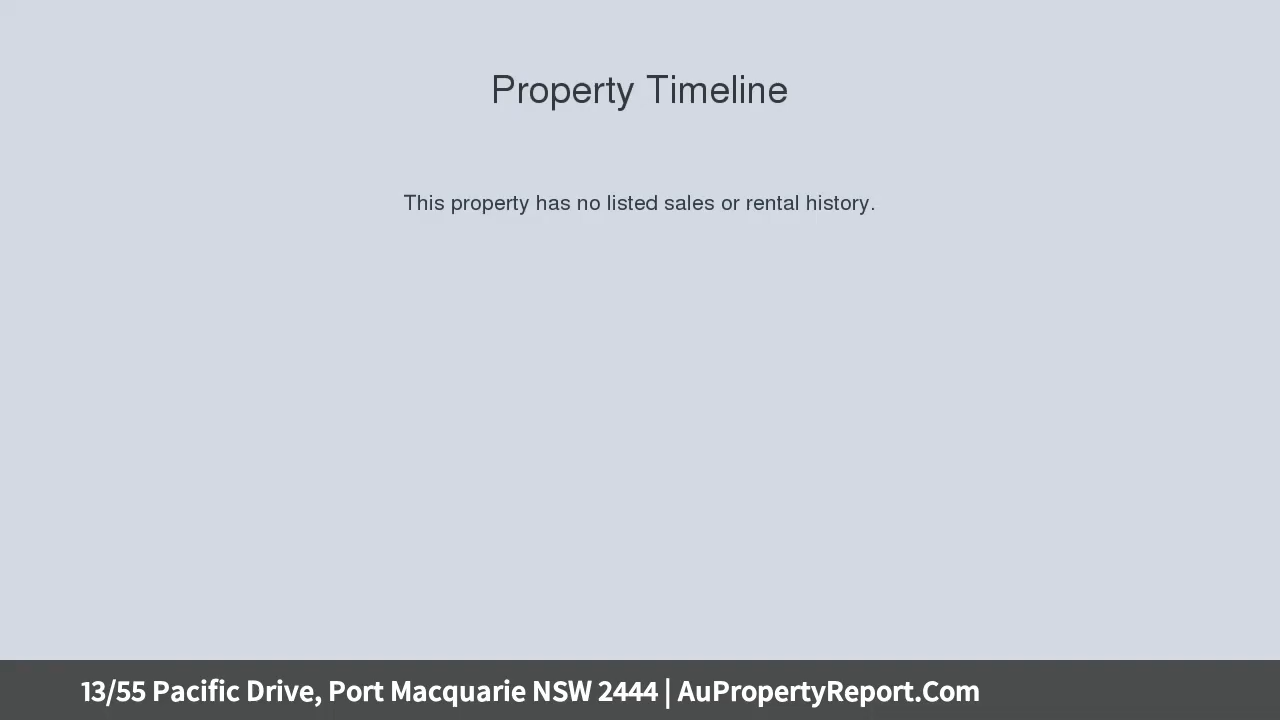 Property Timeline
This property has no listed sales or rental history.
13/55 Pacific Drive, Port Macquarie NSW 2444 | AuPropertyReport.Com